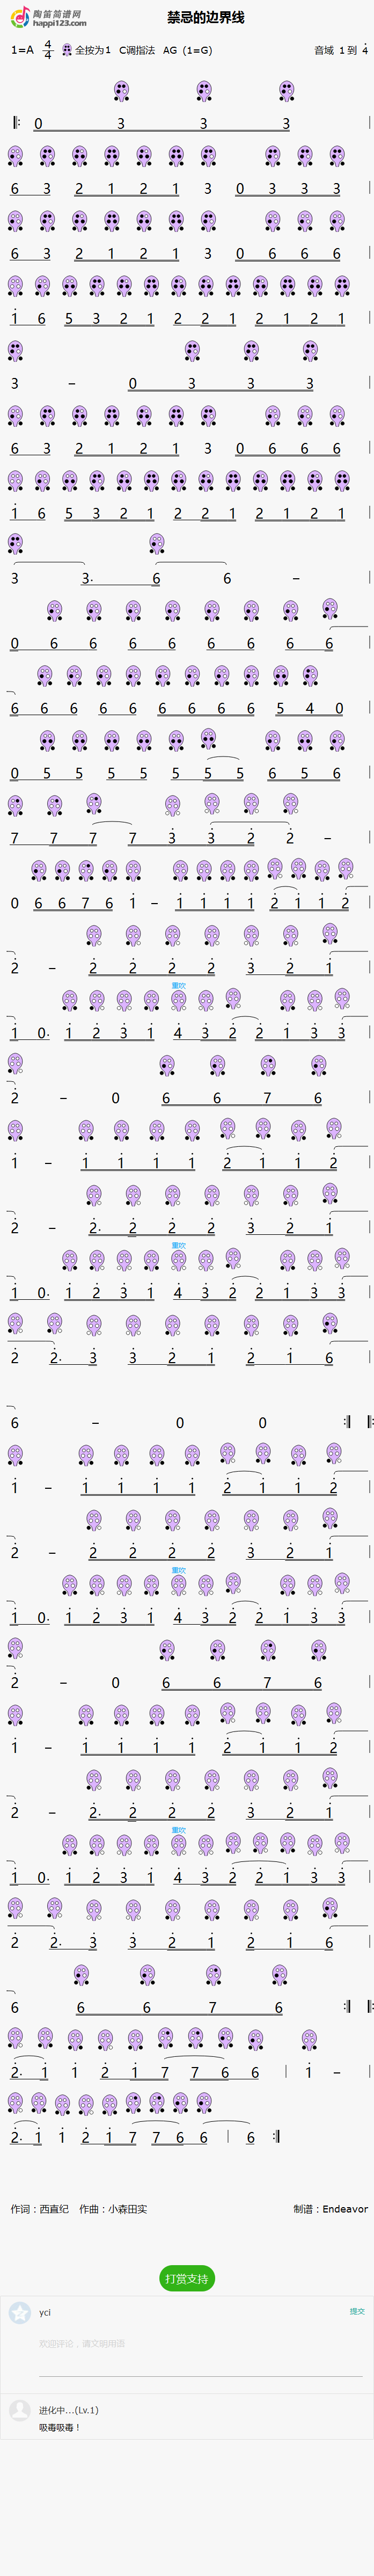 陶笛简谱网
happi123.com
禁忌的边界线
1=A 4/4 全按为1 C调指法 AG (1=G) 音域 1 到 4̇
𝄆 0 3 3 3 |
6 3 2 1 2 1 3 0 3 3 3 |
6 3 2 1 2 1 3 0 6 6 6 |
1̇ 6 5 3 2 1 2 2 1 2 1 2 1 |
3 – 0 3 3 3 |
6 3 2 1 2 1 3 0 6 6 6 |
1̇ 6 5 3 2 1 2 2 1 2 1 2 1 |
3 3. 6 6 – |
0 6 6 6 6 6 6 6 6 |
6 6 6 6 6 6 6 6 6 5 4 0 |
0 5 5 5 5 5 5 5 6 5 6 |
7 7 7 7 3̇ 3̇ 2̇ 2̇ – |
0 6 6 7 6 1̇ – 1̇ 1̇ 1̇ 1̇ 2̇ 1̇ 1̇ 2̇ |
2̇ – 2̇ 2̇ 2̇ 2̇ 3̇ 2̇ 1̇ |
重吹
1̇ 0. 1̇ 2̇ 3̇ 1̇ 4̇ 3̇ 2̇ 2̇ 1̇ 3̇ 3̇ |
2̇ – 0 6 6 7 6 |
1̇ – 1̇ 1̇ 1̇ 1̇ 2̇ 1̇ 1̇ 2̇ |
2̇ – 2̇. 2̇ 2̇ 2̇ 3̇ 2̇ 1̇ |
重吹
1̇ 0. 1̇ 2̇ 3̇ 1̇ 4̇ 3̇ 2̇ 2̇ 1̇ 3̇ 3̇ |
2̇ 2̇. 3̇ 3̇ 2̇ 1̇ 2̇ 1̇ 6 |
6 – 0 0 𝄇 𝄆
1̇ – 1̇ 1̇ 1̇ 1̇ 2̇ 1̇ 1̇ 2̇ |
2̇ – 2̇ 2̇ 2̇ 2̇ 3̇ 2̇ 1̇ |
重吹
1̇ 0. 1̇ 2̇ 3̇ 1̇ 4̇ 3̇ 2̇ 2̇ 1̇ 3̇ 3̇ |
2̇ – 0 6 6 7 6 |
1̇ – 1̇ 1̇ 1̇ 1̇ 2̇ 1̇ 1̇ 2̇ |
2̇ – 2̇. 2̇ 2̇ 2̇ 3̇ 2̇ 1̇ |
重吹
1̇ 0. 1̇ 2̇ 3̇ 1̇ 4̇ 3̇ 2̇ 2̇ 1̇ 3̇ 3̇ |
2̇ 2̇. 3̇ 3̇ 2̇ 1̇ 2̇ 1̇ 6 |
6 6 6 7 6 𝄇 𝄆
2̇. 1̇ 1̇ 2̇ 1̇ 7 7 6 6 | 1̇ – |
2̇. 1̇ 1̇ 2̇ 1̇ 7 7 6 6 | 6 𝄇
作词：西直纪 作曲：小森田实 制谱：Endeavor
打赏支持
yci 提交
欢迎评论，请文明用语
进化中...(Lv.1)
吸毒吸毒！